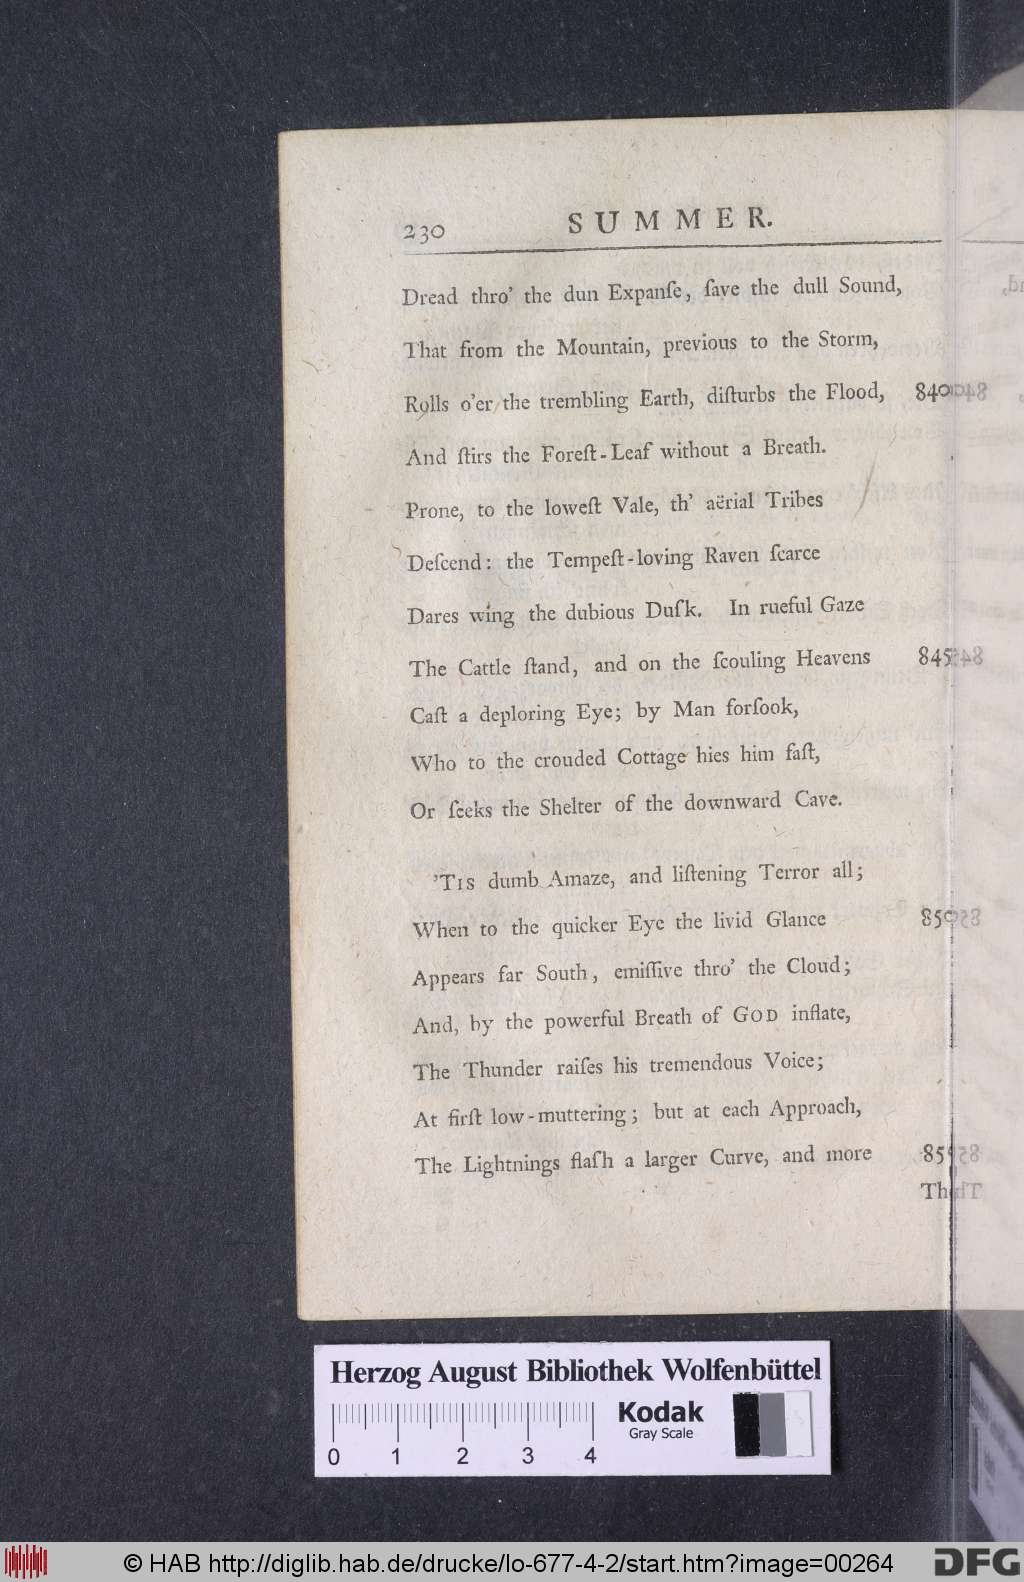 230 SUMMER.
Dread thro' the dun Expanſe, ſave the dull Sound,
That from the Mountain, previous to the Storm,
Rolls o'er the trembling Earth, diſturbs the Flood, 840
And ſtirs the Foreſt-Leaf without a Breath.
Prone, to the loweſt Vale, th' aërial Tribes
Deſcend: the Tempeſt-loving Raven ſcarce
Dares wing the dubious Duſk. In rueful Gaze
The Cattle ſtand, and on the ſcouling Heavens 845
Caſt a deploring Eye; by Man forſook,
Who to the crouded Cottage hies him faſt,
Or ſeeks the Shelter of the downward Cave.
'TIS dumb Amaze, and liſtening Terror all;
When to the quicker Eye the livid Glance 850
Appears far South, emiſſive thro' the Cloud;
And, by the powerful Breath of GOD inflate,
The Thunder raiſes his tremendous Voice;
At firſt low-muttering; but at each Approach,
The Lightnings flaſh a larger Curve, and more 855
Th
Herzog August Bibliothek Wolfenbüttel
Kodak
Gray Scale
0 1 2 3 4
© HAB http://diglib.hab.de/drucke/lo-677-4-2/start.htm?image=00264
DFG